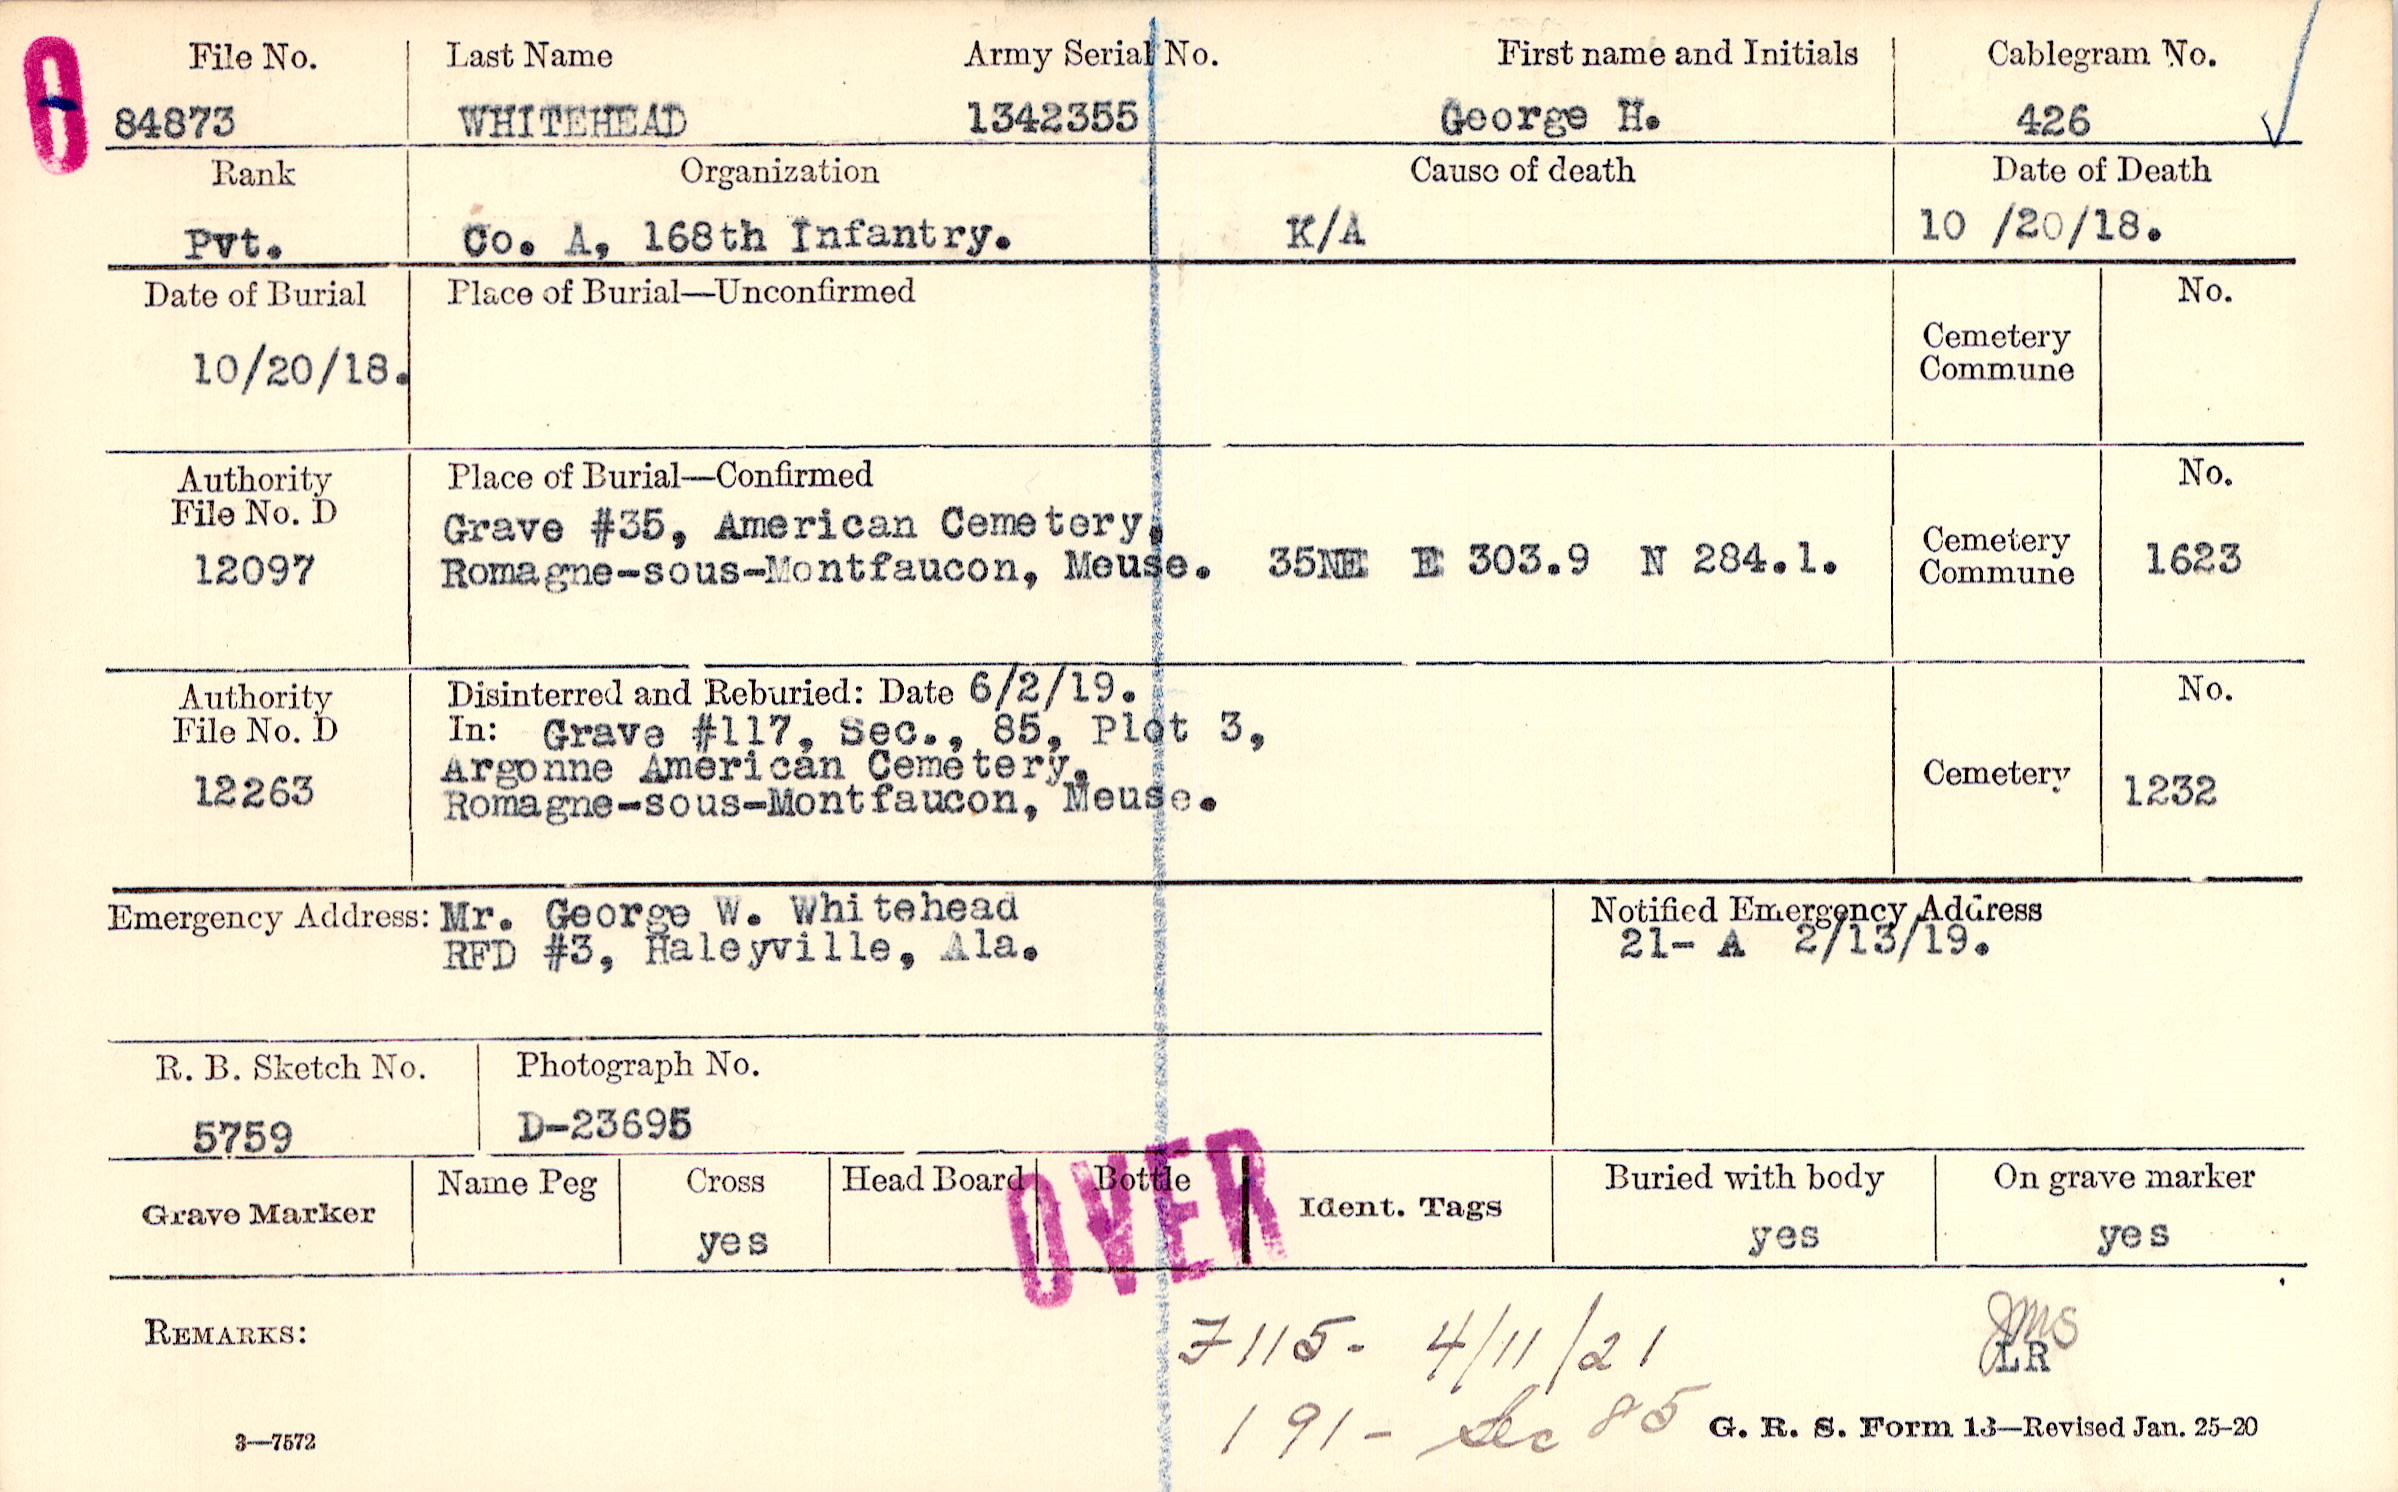 File No. Last Name Army Serial No. First name and Initials Cablegram No.
84873 WHITEHEAD 1342355 George H. 426
Rank Organization Cause of death Date of Death
Pvt. Co. A, 168th Infantry. K/A 10 /20/18.
Date of Burial Place of Burial—Unconfirmed No.
Cemetery
Commune
10/20/18.
Authority Place of Burial—Confirmed No.
File No. D
Grave #35, American Cemetery,
12097 Romagne-sous-Montfaucon, Meuse. 35NE E 303.9 N 284.1. Cemetery Commune 1623
Authority Disinterred and Reburied: Date 6/2/19. No.
File No. D In: Grave #117, Sec., 85, Plot 3,
Argonne American Cemetery, Cemetery
12263 Romagne-sous-Montfaucon, Meuse. 1232
Emergency Address: Mr. George W. Whitehead Notified Emergency Address
RFD #3, Haleyville, Ala. 21- A 2/13/19.
R. B. Sketch No. Photograph No.
5759 D-23695
OVER
Grave Marker Name Peg Cross Head Board Bottle Ident. Tags Buried with body On grave marker
yes yes yes
REMARKS: 7115- 4/11/21
LR
191- Sec 85
3—7572 G. R. S. Form 13—Revised Jan. 25-20